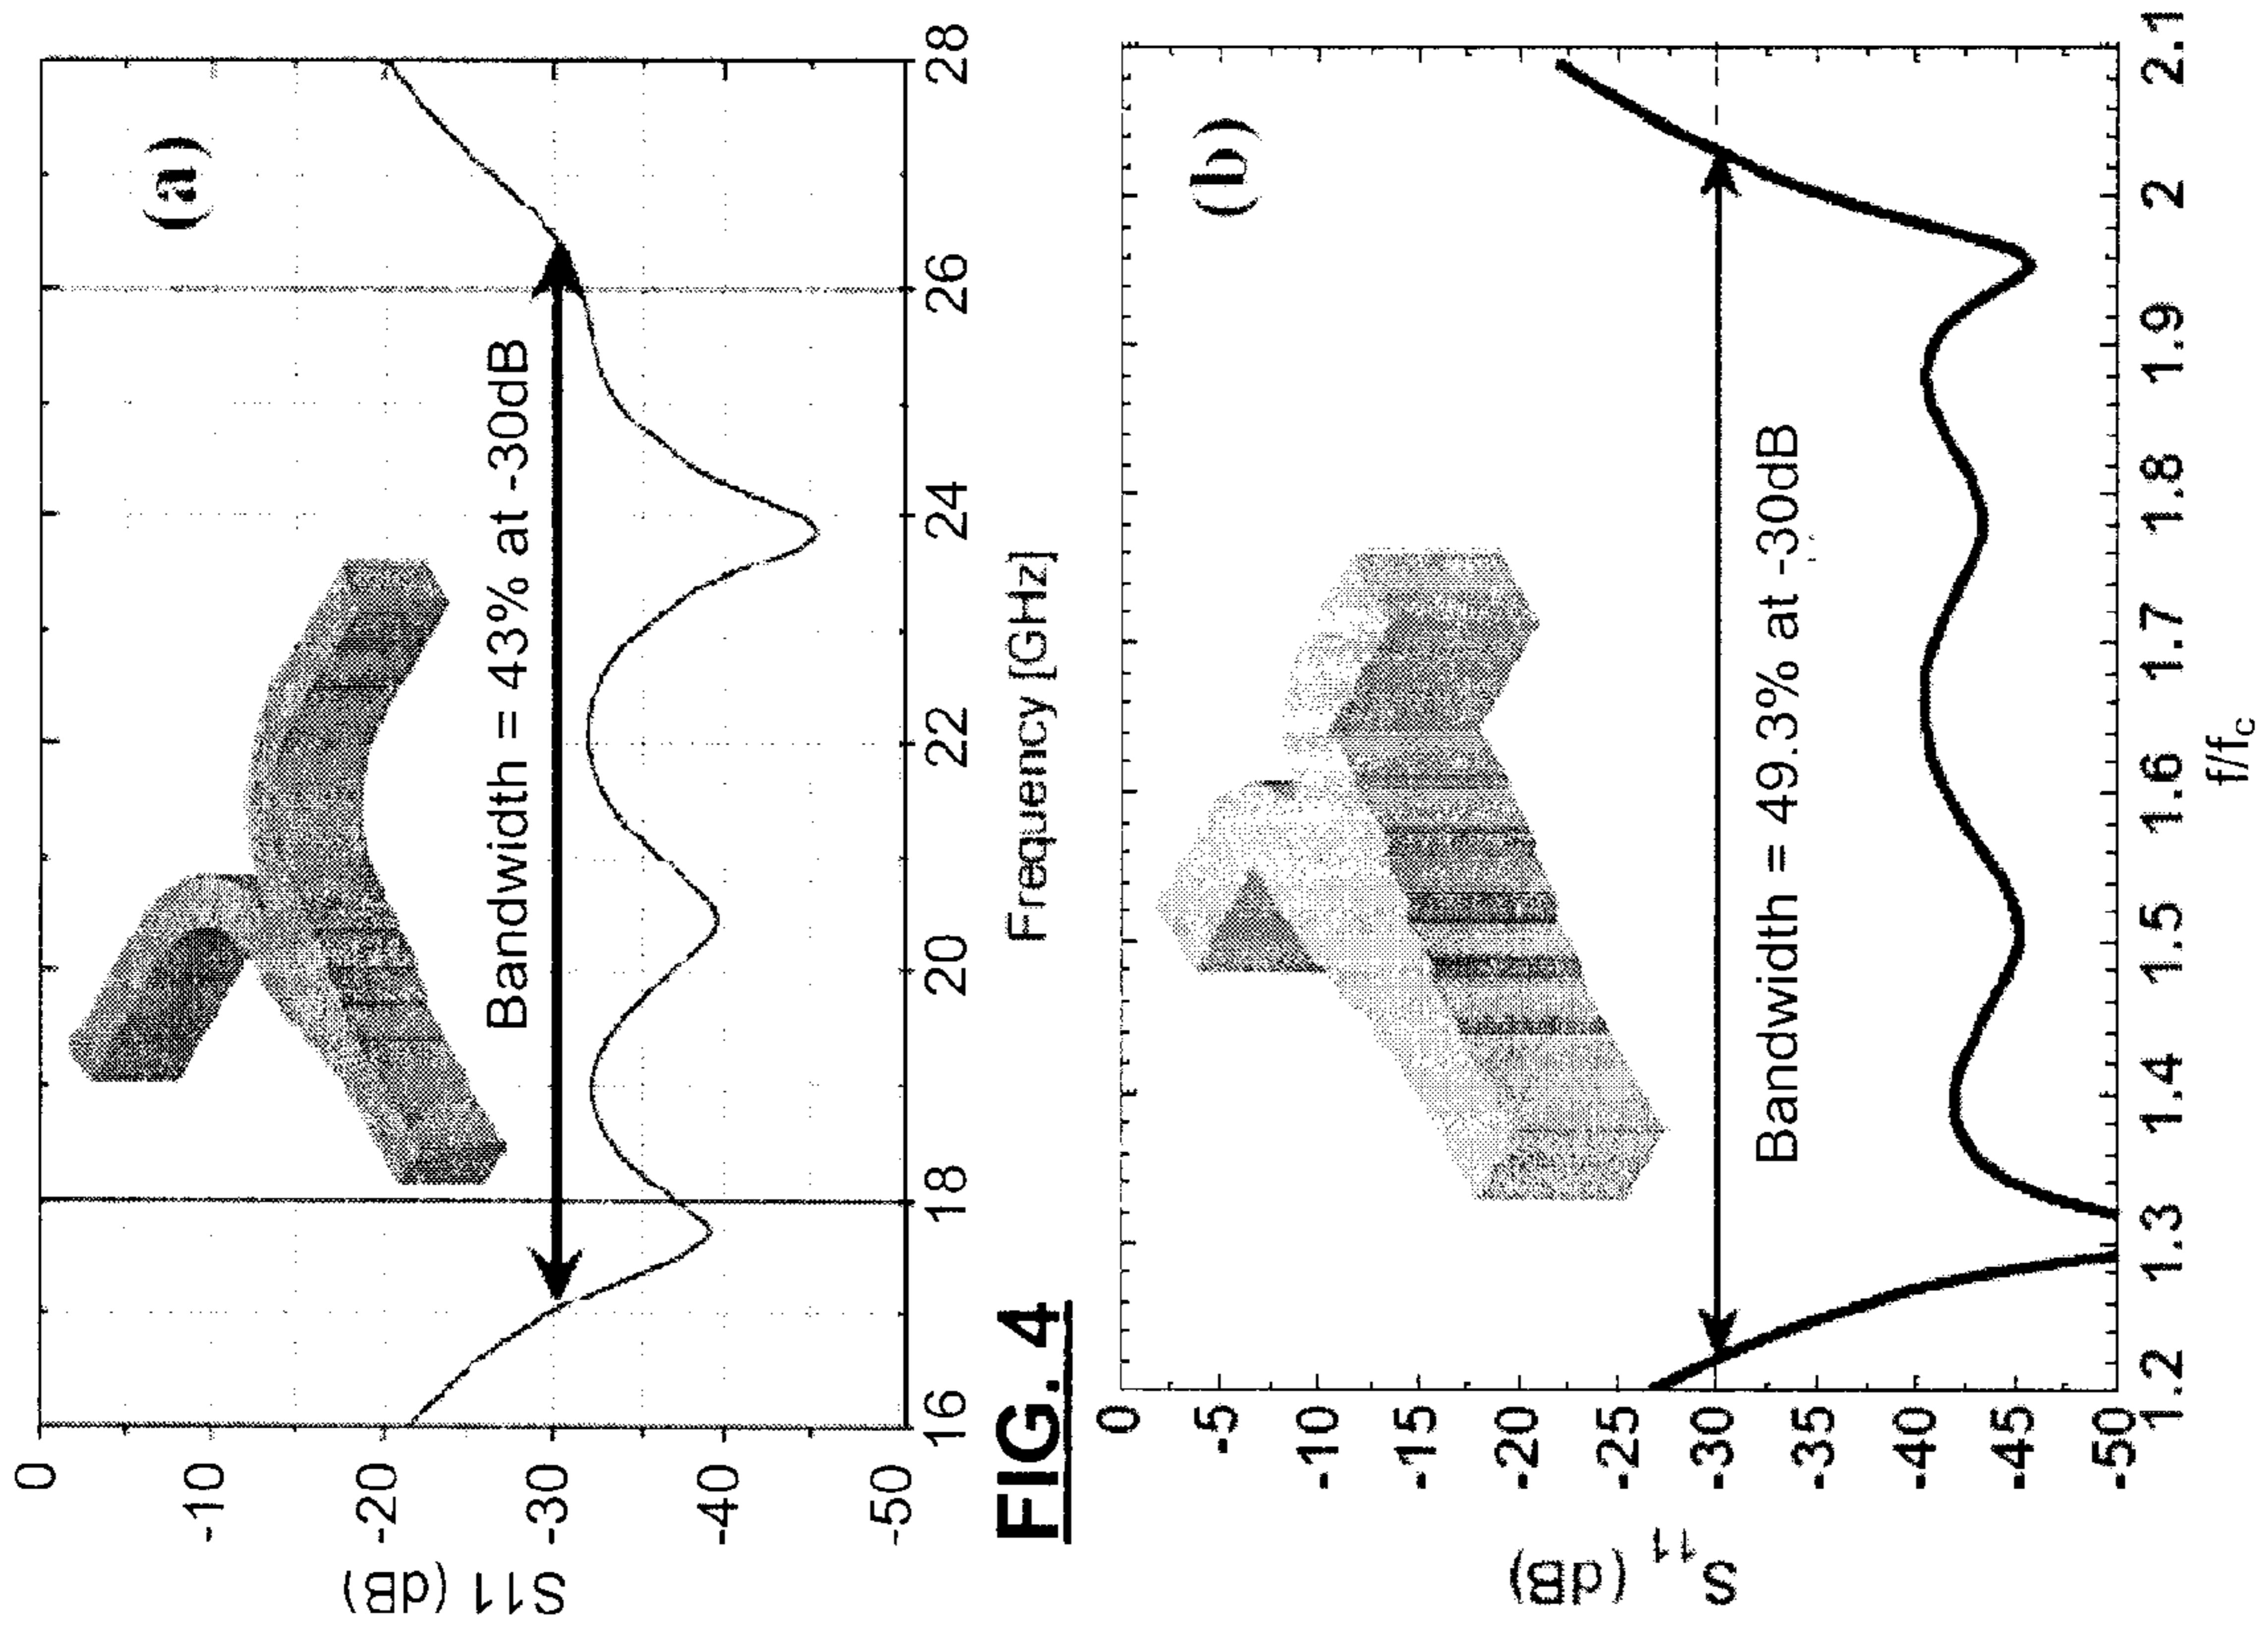 (a)
S11 (dB)
0
-10
-20
-30
-40
-50
Bandwidth = 43% at -30dB
16 18 20 22 24 26 28
Frequency [GHz]
FIG. 4
(b)
S11 (dB)
0
-5
-10
-15
-20
-25
-30
-35
-40
-45
-50
Bandwidth = 49.3% at -30dB
1.2 1.3 1.4 1.5 1.6 1.7 1.8 1.9 2 2.1
f/fc